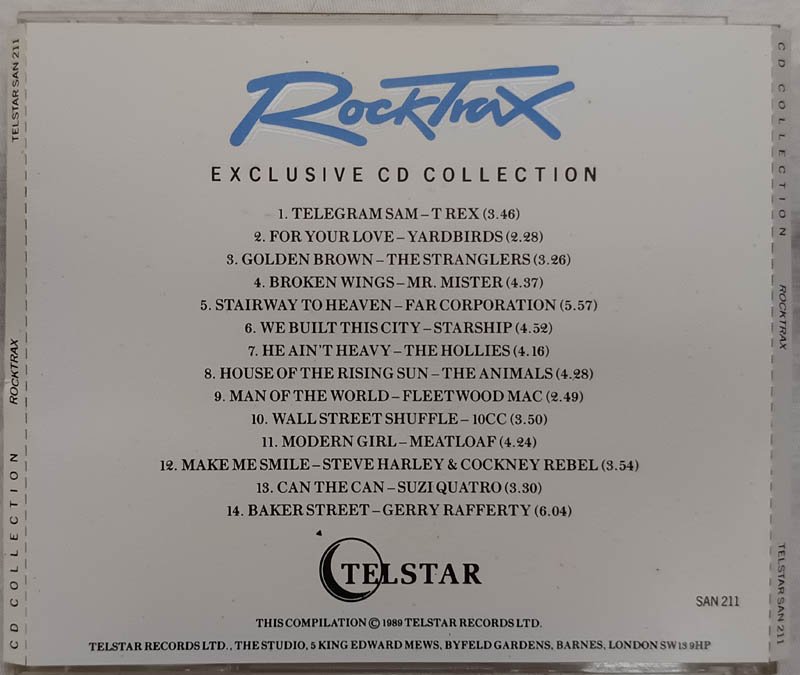 TELSTAR SAN 211
ROCKTRAX
CD COLLECTION
RockTrax
EXCLUSIVE CD COLLECTION
1. TELEGRAM SAM – T REX (3.46)
2. FOR YOUR LOVE – YARDBIRDS (2.28)
3. GOLDEN BROWN – THE STRANGLERS (3.26)
4. BROKEN WINGS – MR. MISTER (4.37)
5. STAIRWAY TO HEAVEN – FAR CORPORATION (5.57)
6. WE BUILT THIS CITY – STARSHIP (4.52)
7. HE AIN'T HEAVY – THE HOLLIES (4.16)
8. HOUSE OF THE RISING SUN – THE ANIMALS (4.28)
9. MAN OF THE WORLD – FLEETWOOD MAC (2.49)
10. WALL STREET SHUFFLE – 10CC (3.50)
11. MODERN GIRL – MEATLOAF (4.24)
12. MAKE ME SMILE – STEVE HARLEY & COCKNEY REBEL (3.54)
13. CAN THE CAN – SUZI QUATRO (3.30)
14. BAKER STREET – GERRY RAFFERTY (6.04)
TELSTAR
SAN 211
THIS COMPILATION © 1989 TELSTAR RECORDS LTD.
TELSTAR RECORDS LTD., THE STUDIO, 5 KING EDWARD MEWS, BYFELD GARDENS, BARNES, LONDON SW13 9HP
CD COLLECTION
ROCKTRAX
TELSTAR SAN 211